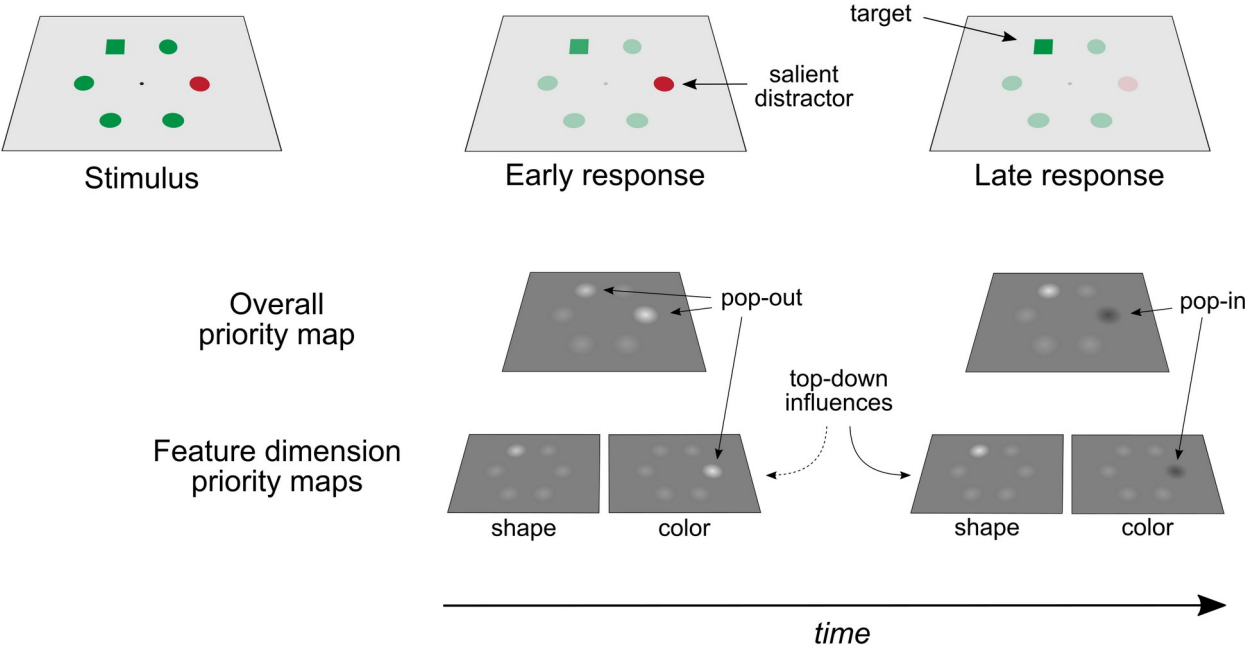 target
salient
distractor
Stimulus
Early response
Late response
Overall
priority map
pop-out
pop-in
top-down
influences
Feature dimension
priority maps
shape
color
shape
color
time